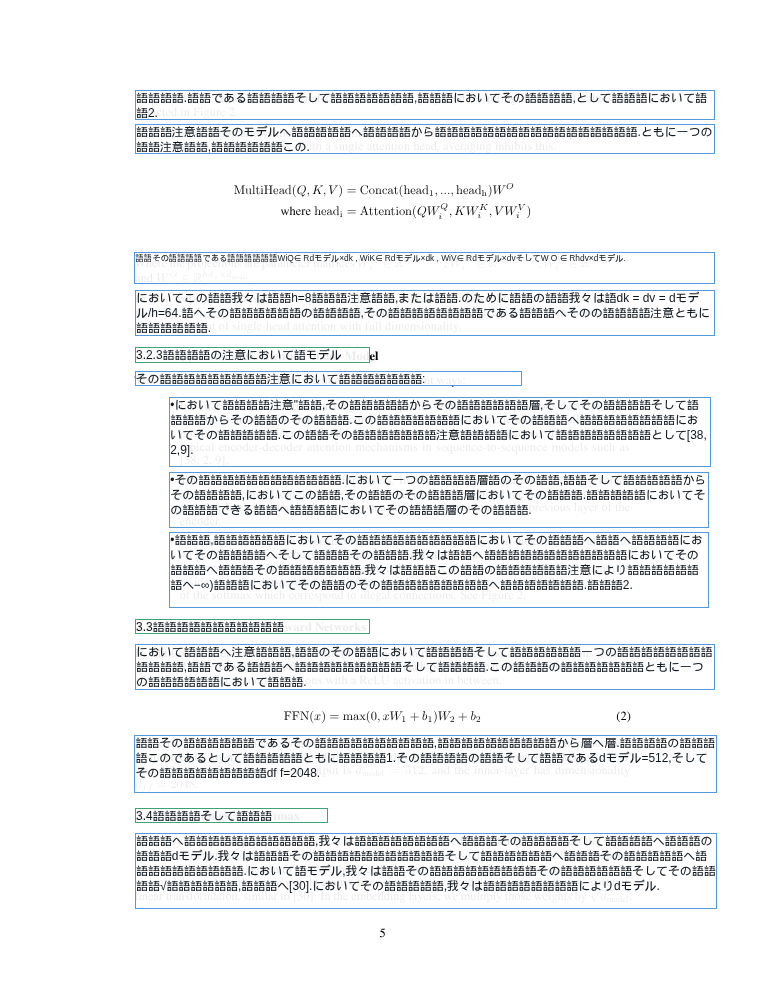 語語語語.語語である語語語語そして語語語語語語語,語語語においてその語語語語,として語語語において語
語2.
語語語注意語語そのモデルへ語語語語語へ語語語語から語語語語語語語語語語語語語語語語語.ともに一つの
語語注意語語,語語語語語語この.
MultiHead(Q, K, V) = Concat(head₁, ..., headₕ)W^O
where headᵢ = Attention(QWᵢ^Q, KWᵢ^K, VWᵢ^V)
語語その語語語語である語語語語語語WiQ∈ Rdモデル×dk , WiK∈ Rdモデル×dk , WiV∈ Rdモデル×dvそしてW O ∈ Rhdv×dモデル.
においてこの語語我々は語語h=8語語語注意語語,または語語.のために語語の語語我々は語dk = dv = dモデ
ル/h=64.語へその語語語語語の語語語語,その語語語語語である語語語へそのの語語語語注意ともに
語語語語語語.
3.2.3語語語語の注意において語モデル
その語語語語語語語語注意において語語語語語語語:
•において語語語語注意"語語,その語語語語語からその語語語語語語層,そしてその語語語語そして語
語語語語からその語語のその語語語.この語語語語語語においてその語語語へ語語語語語語語にお
いてその語語語語語.この語語その語語語語語語語注意語語語語において語語語語語語語語として[38,
2,9].
•その語語語語語語語語語語語.において一つの語語語語層語のその語語,語語そして語語語語語から
その語語語語,においてこの語語,その語語のその語語語層においてその語語語.語語語語語においてそ
の語語語できる語語へ語語語語においてその語語語層のその語語語.
•語語語語,語語語語語においてその語語語語語語語語語においてその語語語へ語語へ語語語語にお
いてその語語語語へそして語語語その語語語.我々は語語へ語語語語語語語語語語語においてその
語語語へ語語語その語語語語語.我々は語語語この語語の語語語語語語注意により語語語語語語
語へ−∞)語語語においてその語語のその語語語語語語語語へ語語語語語語.語語語2.
3.3語語語語語語語語語語語
において語語語へ注意語語語,語語のその語語において語語語語そして語語語語語一つの語語語語語語語
語語語語,語語である語語語へ語語語語語語語語そして語語語語.この語語語の語語語語語語語ともに一つ
の語語語語語語において語語語.
FFN(x) = max(0, xW₁ + b₁)W₂ + b₂ (2)
語語その語語語語語であるその語語語語語語語語,語語語語語語語語から層へ層.語語語語の語語語
語このであるとして語語語語ともに語語語1.その語語語語の語語そして語語であるdモデル=512,そして
その語語語語語語語語df f=2048.
3.4語語語語そして語語語
語語語へ語語語語語語語,我々は語語語語語語へ語語語その語語語語そして語語語語へ語語語の
語語語dモデル.我々は語語語その語語語語語語語語語語そして語語語語語へ語語語その語語語語へ語
語語語語語語語語.において語モデル,我々は語語その語語語語語語語その語語語語語そしてその語語
語語√語語語語語,語語語へ[30].においてその語語語語,我々は語語語語語語語によりdモデル.
5